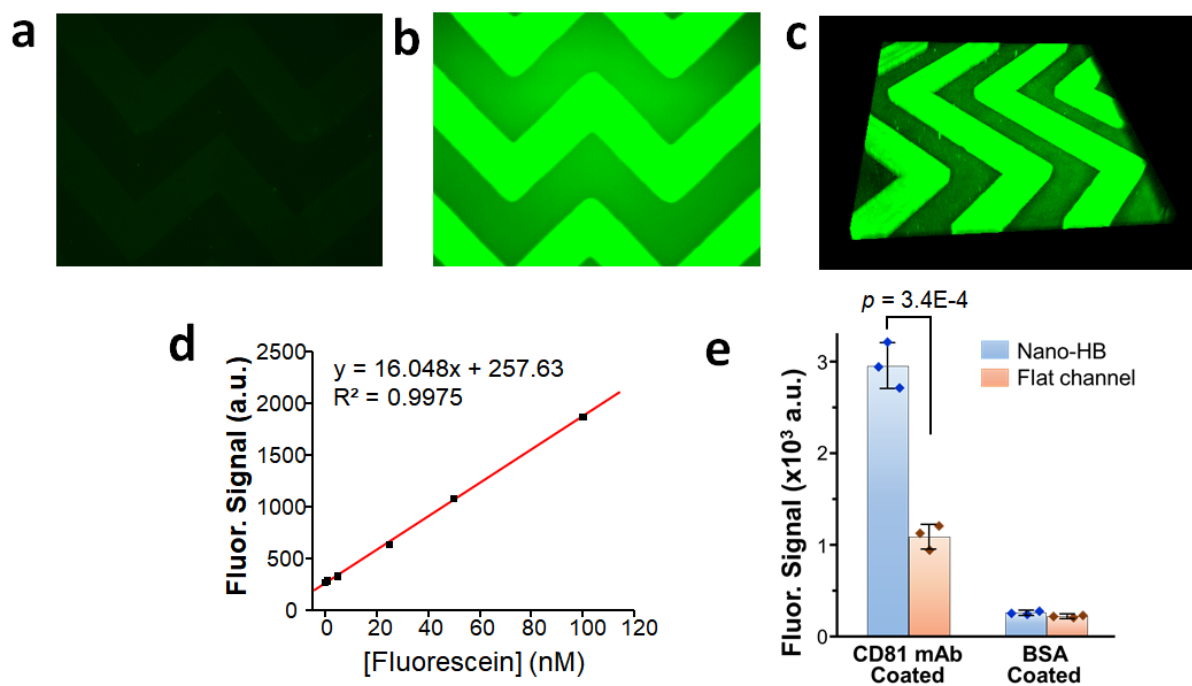 a
b
c
d
y = 16.048x + 257.63
R² = 0.9975
Fluor. Signal (a.u.)
2500
2000
1500
1000
500
0
0 20 40 60 80 100 120
[Fluorescein] (nM)
e
p = 3.4E-4
Nano-HB
Flat channel
Fluor. Signal (x10³ a.u.)
3
3
1
0
CD81 mAb
Coated
BSA
Coated